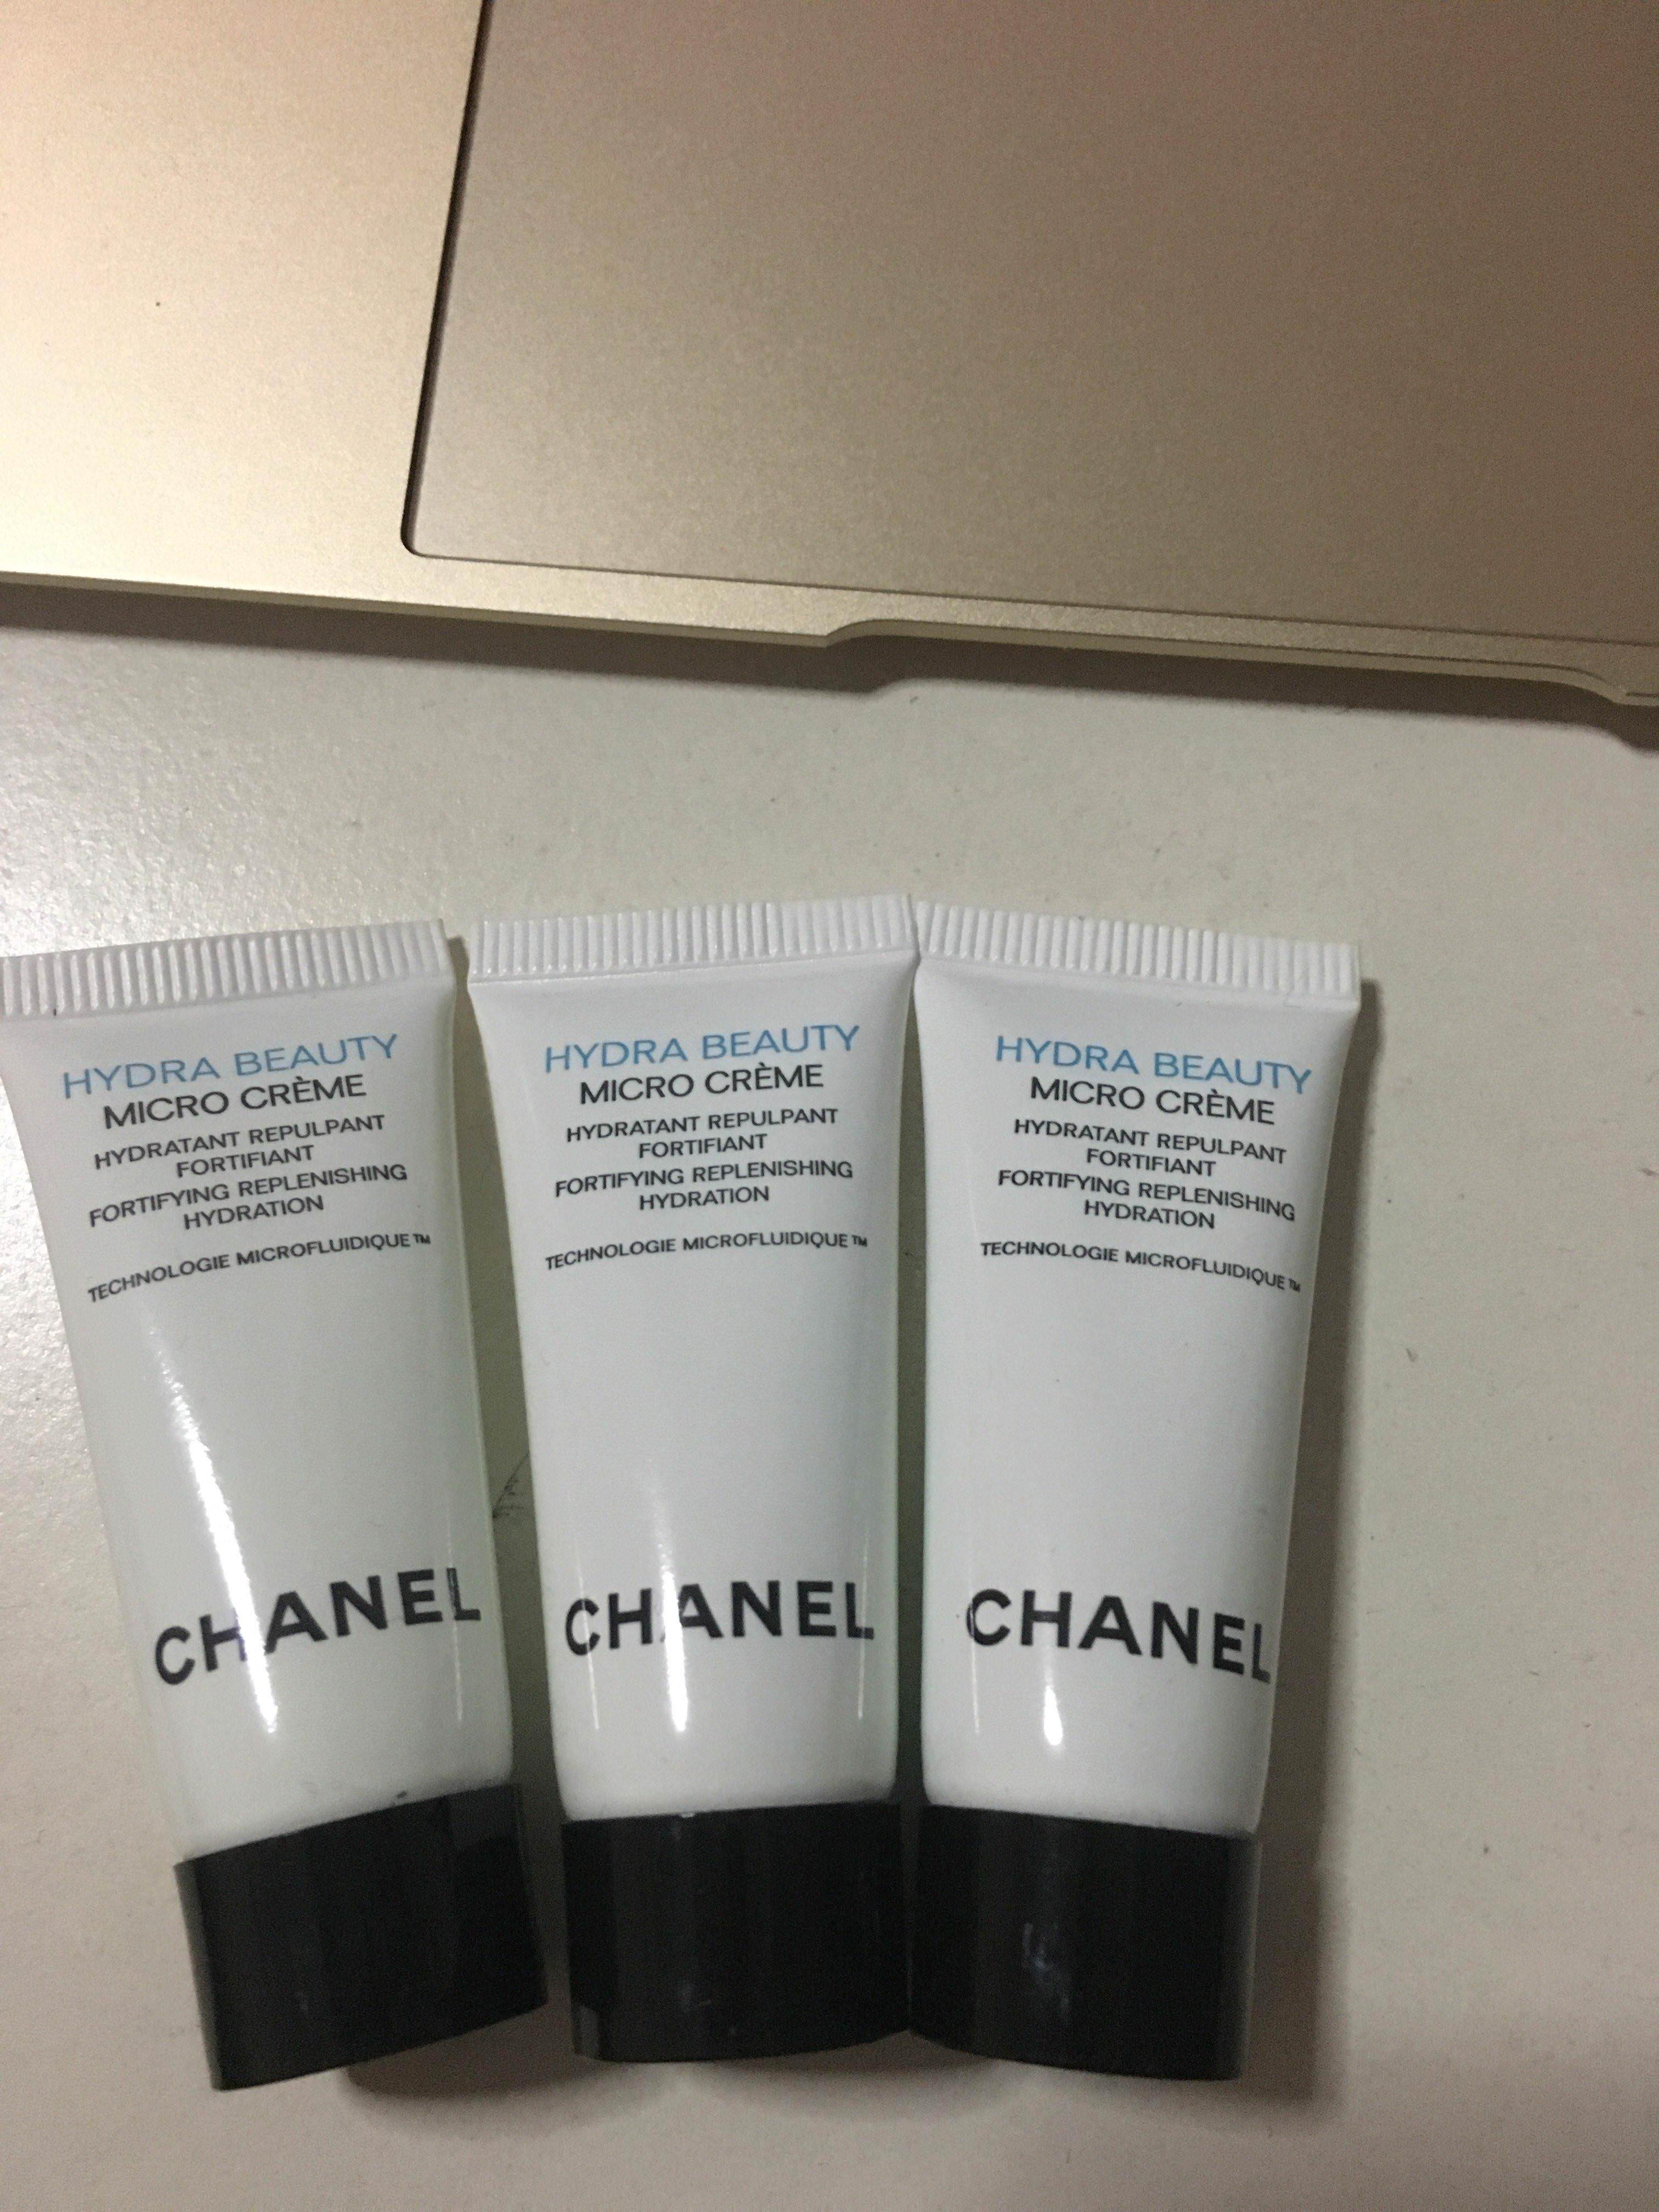 HYDRA BEAUTY
MICRO CRÈME
HYDRATANT REPULPANT
FORTIFIANT
FORTIFYING REPLENISHING
HYDRATION
TECHNOLOGIE MICROFLUIDIQUE™
CHANEL
HYDRA BEAUTY
MICRO CRÈME
HYDRATANT REPULPANT
FORTIFIANT
FORTIFYING REPLENISHING
HYDRATION
TECHNOLOGIE MICROFLUIDIQUE™
CHANEL
HYDRA BEAUTY
MICRO CRÈME
HYDRATANT REPULPANT
FORTIFIANT
FORTIFYING REPLENISHING
HYDRATION
TECHNOLOGIE MICROFLUIDIQUE™
CHANEL